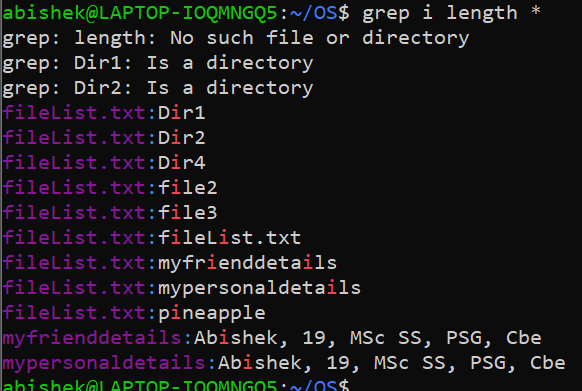 abishek@LAPTOP-IOQMNGQ5:~/OS$ grep i length *
grep: length: No such file or directory
grep: Dir1: Is a directory
grep: Dir2: Is a directory
fileList.txt:Dir1
fileList.txt:Dir2
fileList.txt:Dir4
fileList.txt:file2
fileList.txt:file3
fileList.txt:fileList.txt
fileList.txt:myfrienddetails
fileList.txt:mypersonaldetails
fileList.txt:pineapple
myfrienddetails:Abishek, 19, MSc SS, PSG, Cbe
mypersonaldetails:Abishek, 19, MSc SS, PSG, Cbe
abishek@LAPTOP-IOQMNGQ5:~/OS$